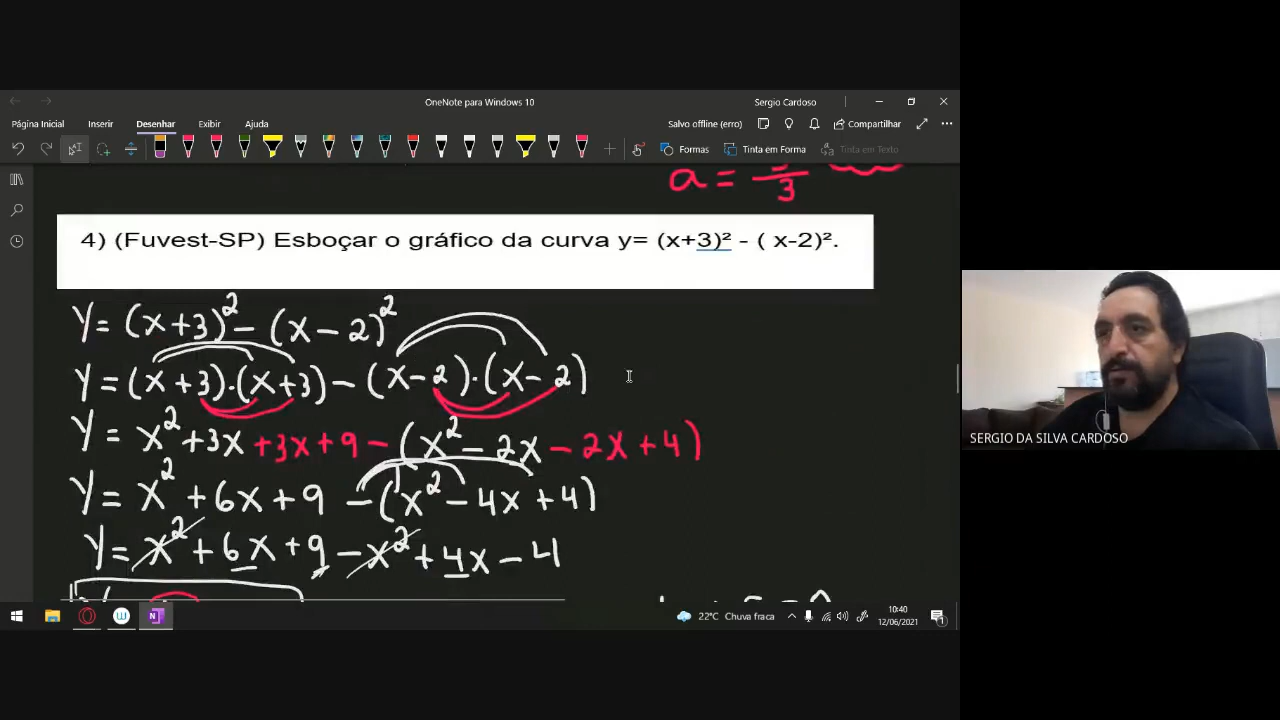 OneNote para Windows 10
Sergio Cardoso
Página Inicial Inserir Desenhar Exibir Ajuda
Salvo offline (erro) Compartilhar
Formas Tinta em Forma Tinta em Texto
a = 3
4) (Fuvest-SP) Esboçar o gráfico da curva y= (x+3)² - ( x-2)².
Y = (x+3)² - (x-2)²
Y = (x+3)·(x+3) - (x-2)·(x-2)
Y = x² + 3x + 3x + 9 - (x² - 2x - 2x + 4)
Y = x² + 6x + 9 - (x² - 4x + 4)
Y = x² + 6x + 9 - x² + 4x - 4
SERGIO DA SILVA CARDOSO
22°C Chuva fraca
10:40
12/06/2021